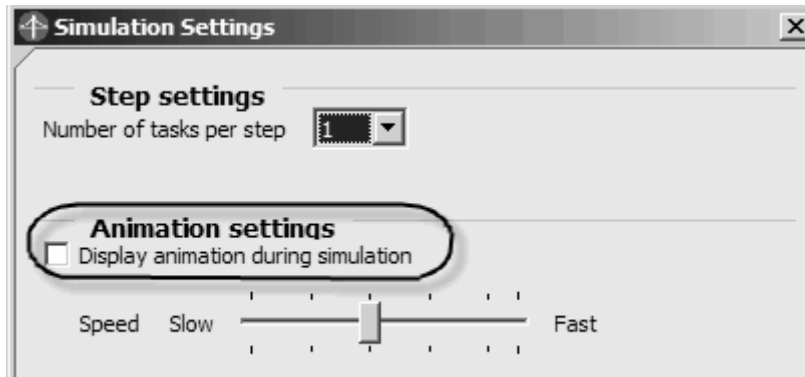 Simulation Settings
Step settings
Number of tasks per step 1
Animation settings
Display animation during simulation
Speed Slow Fast